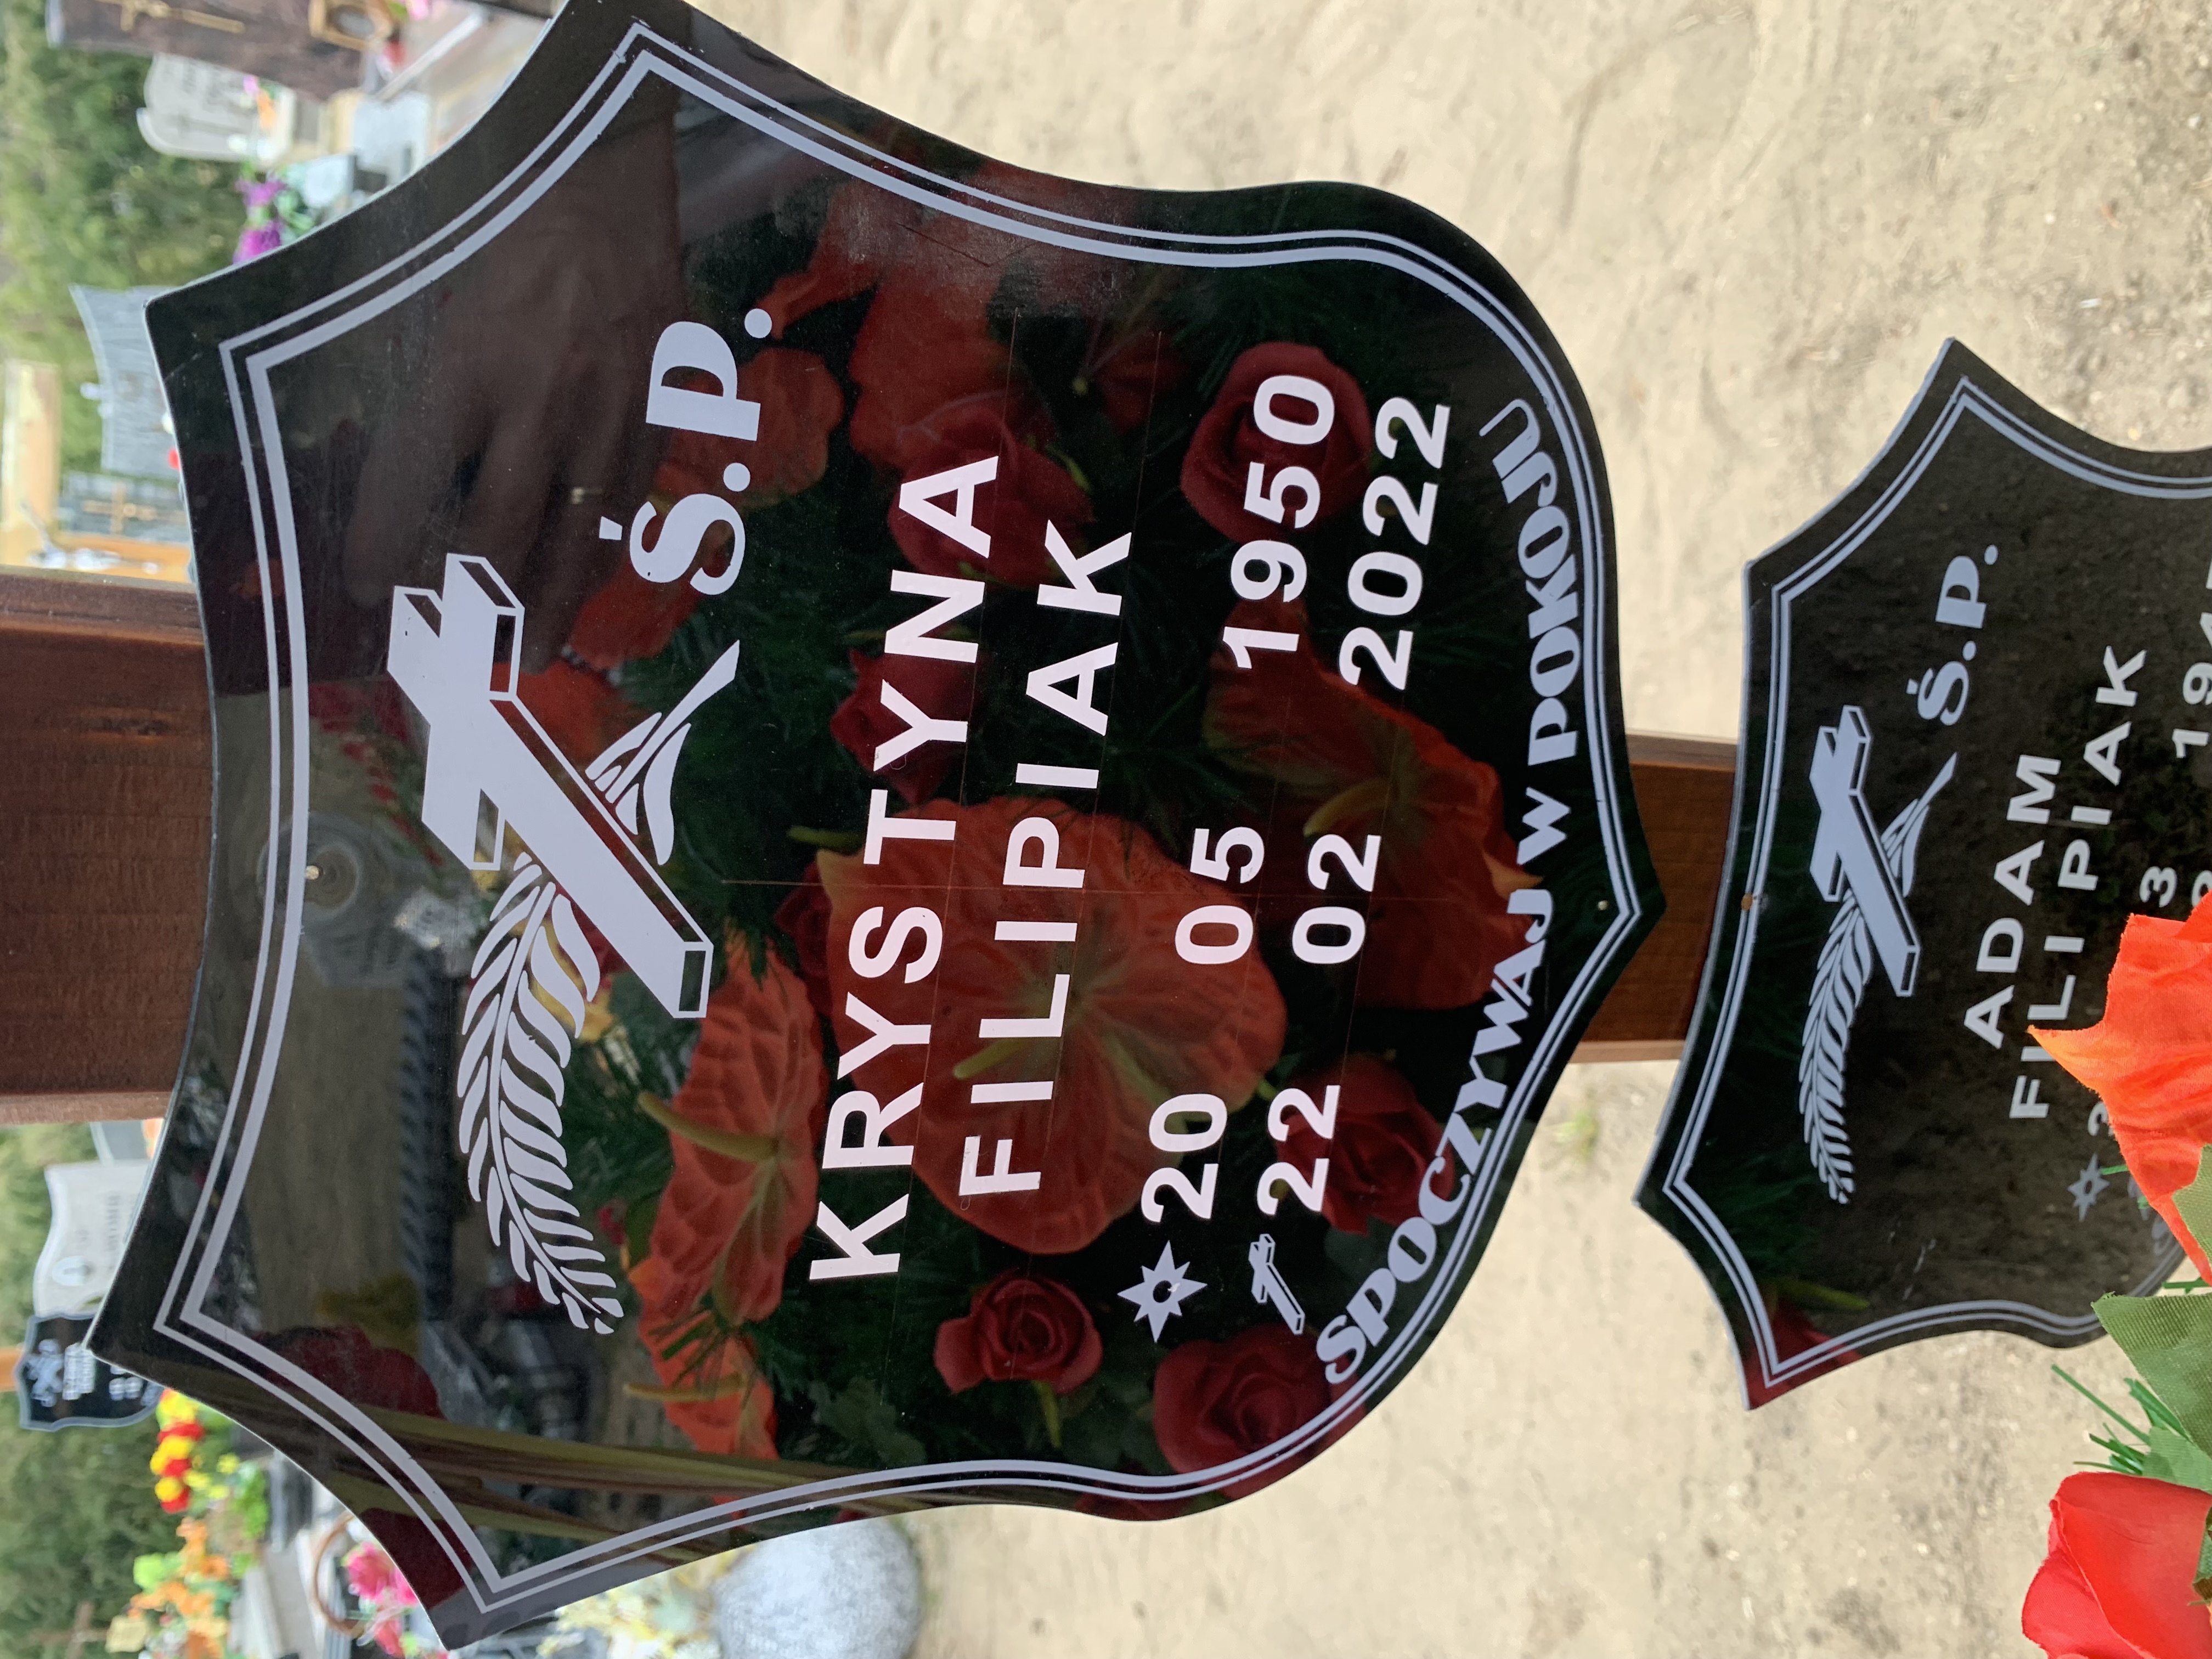 Ś.P.
KRYSTYNA
FILIPIAK
20 05 1950
22 02 2022
SPOCZYWAJ W POKOJU
Ś.P.
ADAM
FILIPIAK